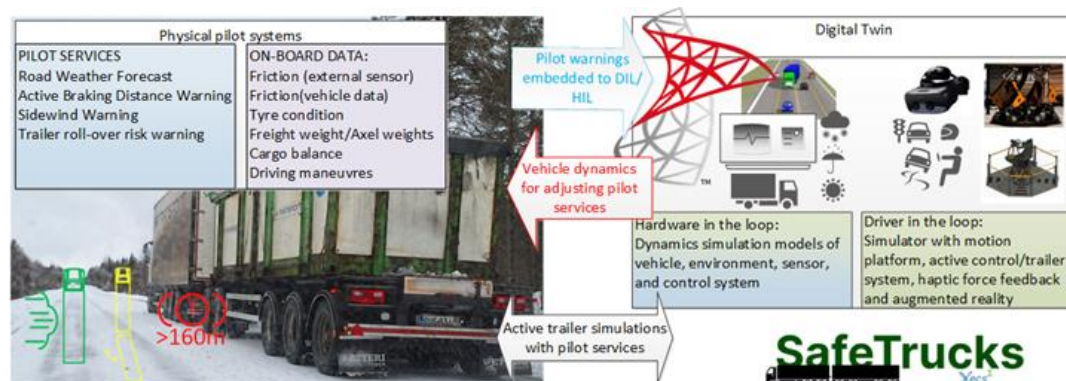 Physical pilot systems
PILOT SERVICES
Road Weather Forecast
Active Braking Distance Warning
Sidewind Warning
Trailer roll-over risk warning
ON-BOARD DATA:
Friction (external sensor)
Friction(vehicle data)
Tyre condition
Freight weight/Axel weights
Cargo balance
Driving maneuvres
>160m
Pilot warnings
embedded to DIL/
HIL
Vehicle dynamics
for adjusting pilot
services
Active trailer simulations
with pilot services
Digital Twin
TM
Hardware in the loop:
Dynamics simulation models of
vehicle, environment, sensor,
and control system
Driver in the loop:
Simulator with motion
platform, active control/trailer
system, haptic force feedback
and augmented reality
SafeTrucks